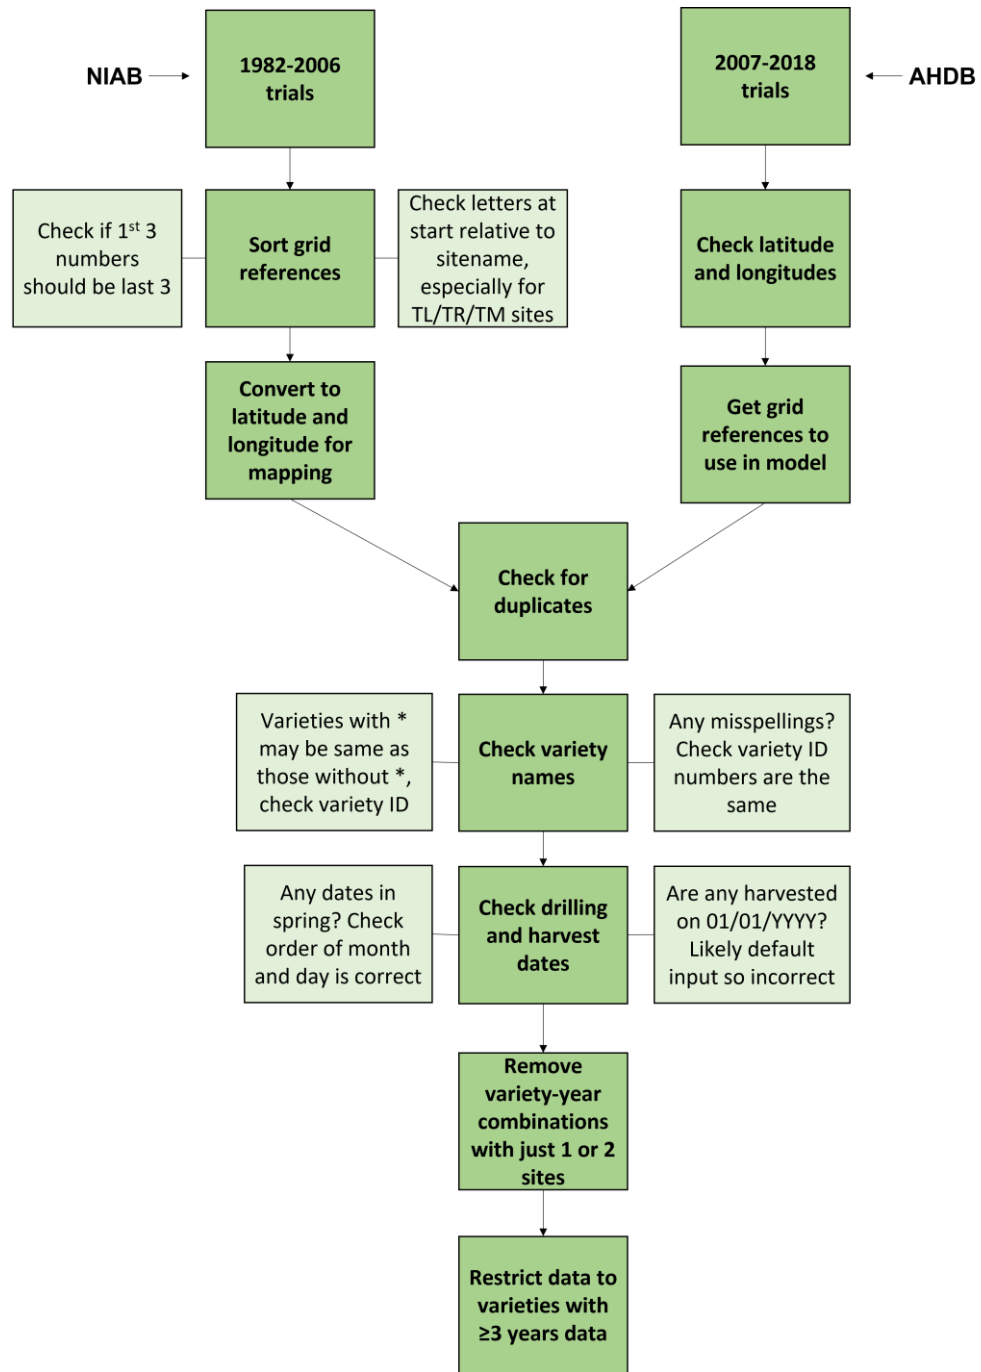 NIAB
1982-2006
trials
2007-2018
trials
AHDB
Check if 1st 3
numbers
should be last 3
Sort grid
references
Check letters at
start relative to
sitename,
especially for
TL/TR/TM sites
Check latitude
and longitudes
Convert to
latitude and
longitude for
mapping
Get grid
references to
use in model
Check for
duplicates
Varieties with *
may be same as
those without *,
check variety ID
Check variety
names
Any misspellings?
Check variety ID
numbers are the
same
Any dates in
spring? Check
order of month
and day is correct
Check drilling
and harvest
dates
Are any harvested
on 01/01/YYYY?
Likely default
input so incorrect
Remove
variety-year
combinations
with just 1 or 2
sites
Restrict data to
varieties with
≥3 years data